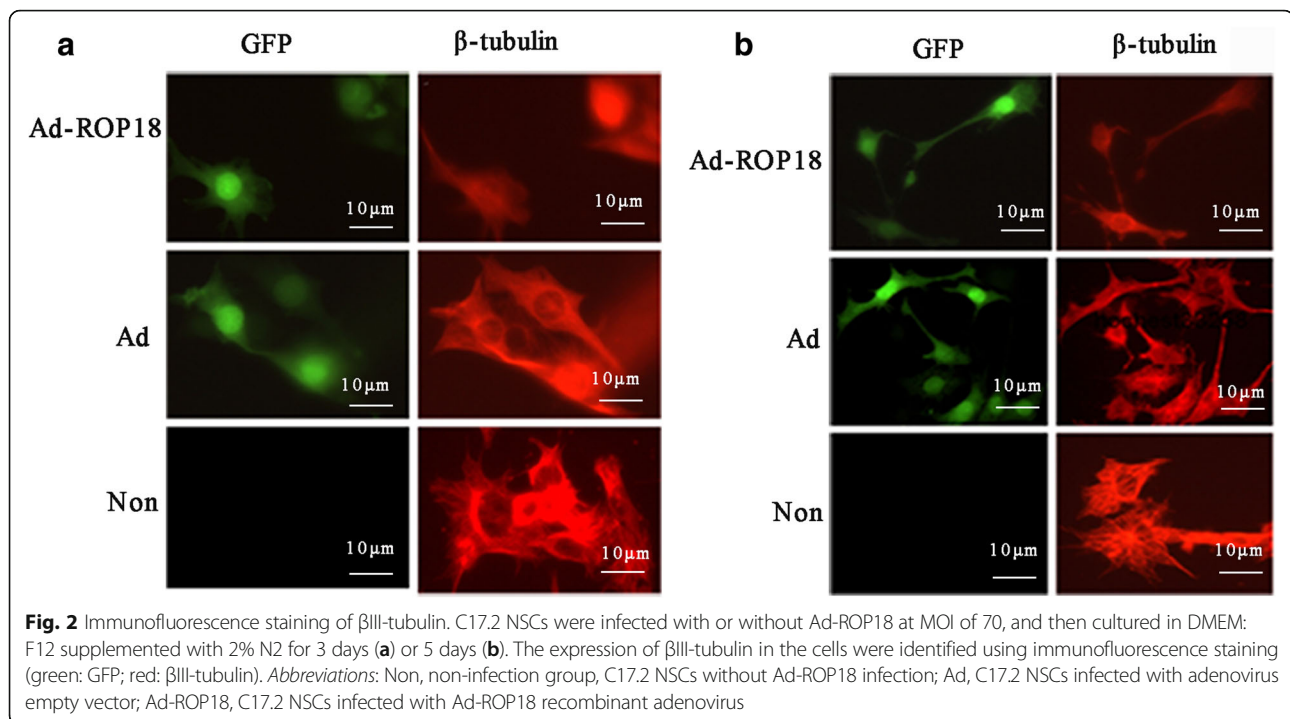 a
GFP
β-tubulin
Ad-ROP18
10μm
10μm
Ad
10μm
10μm
Non
10μm
10μm
b
GFP
β-tubulin
Ad-ROP18
10μm
10μm
Ad
10μm
10μm
Non
10μm
10μm
Fig. 2 Immunofluorescence staining of βIII-tubulin. C17.2 NSCs were infected with or without Ad-ROP18 at MOI of 70, and then cultured in DMEM:
F12 supplemented with 2% N2 for 3 days (a) or 5 days (b). The expression of βIII-tubulin in the cells were identified using immunofluorescence staining
(green: GFP; red: βIII-tubulin). Abbreviations: Non, non-infection group, C17.2 NSCs without Ad-ROP18 infection; Ad, C17.2 NSCs infected with adenovirus
empty vector; Ad-ROP18, C17.2 NSCs infected with Ad-ROP18 recombinant adenovirus